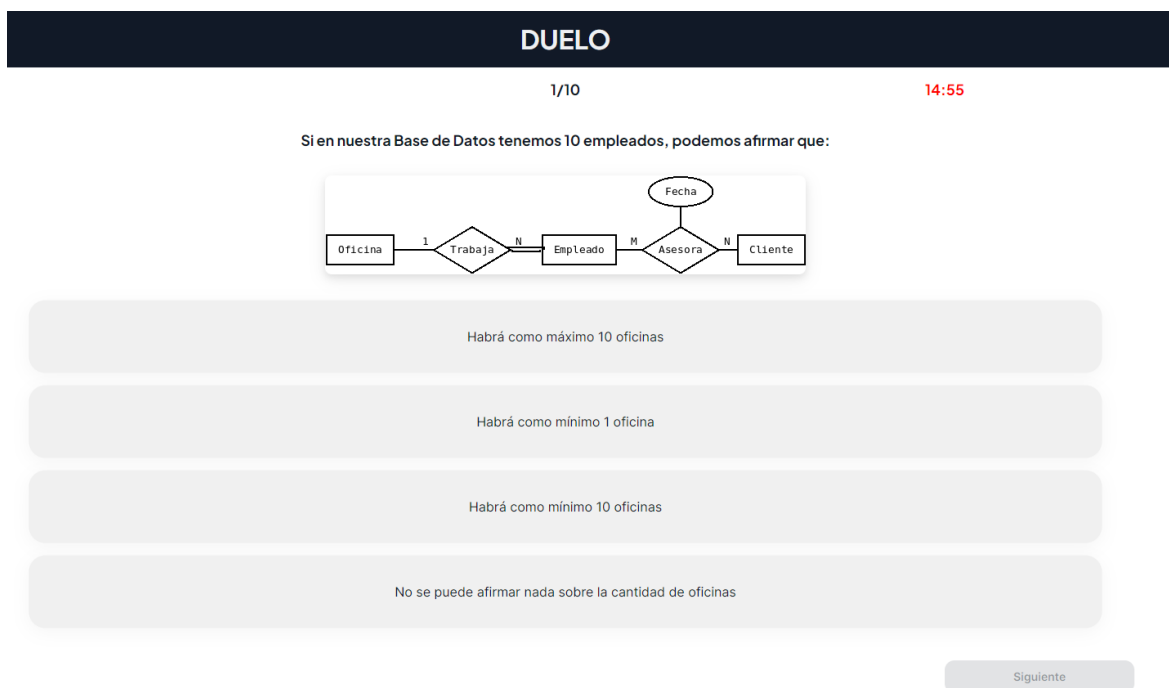 DUELO
1/10 14:55
Si en nuestra Base de Datos tenemos 10 empleados, podemos afirmar que:
Fecha
Oficina 1 Trabaja N Empleado M Asesora N Cliente
Habrá como máximo 10 oficinas
Habrá como mínimo 1 oficina
Habrá como mínimo 10 oficinas
No se puede afirmar nada sobre la cantidad de oficinas
Siguiente